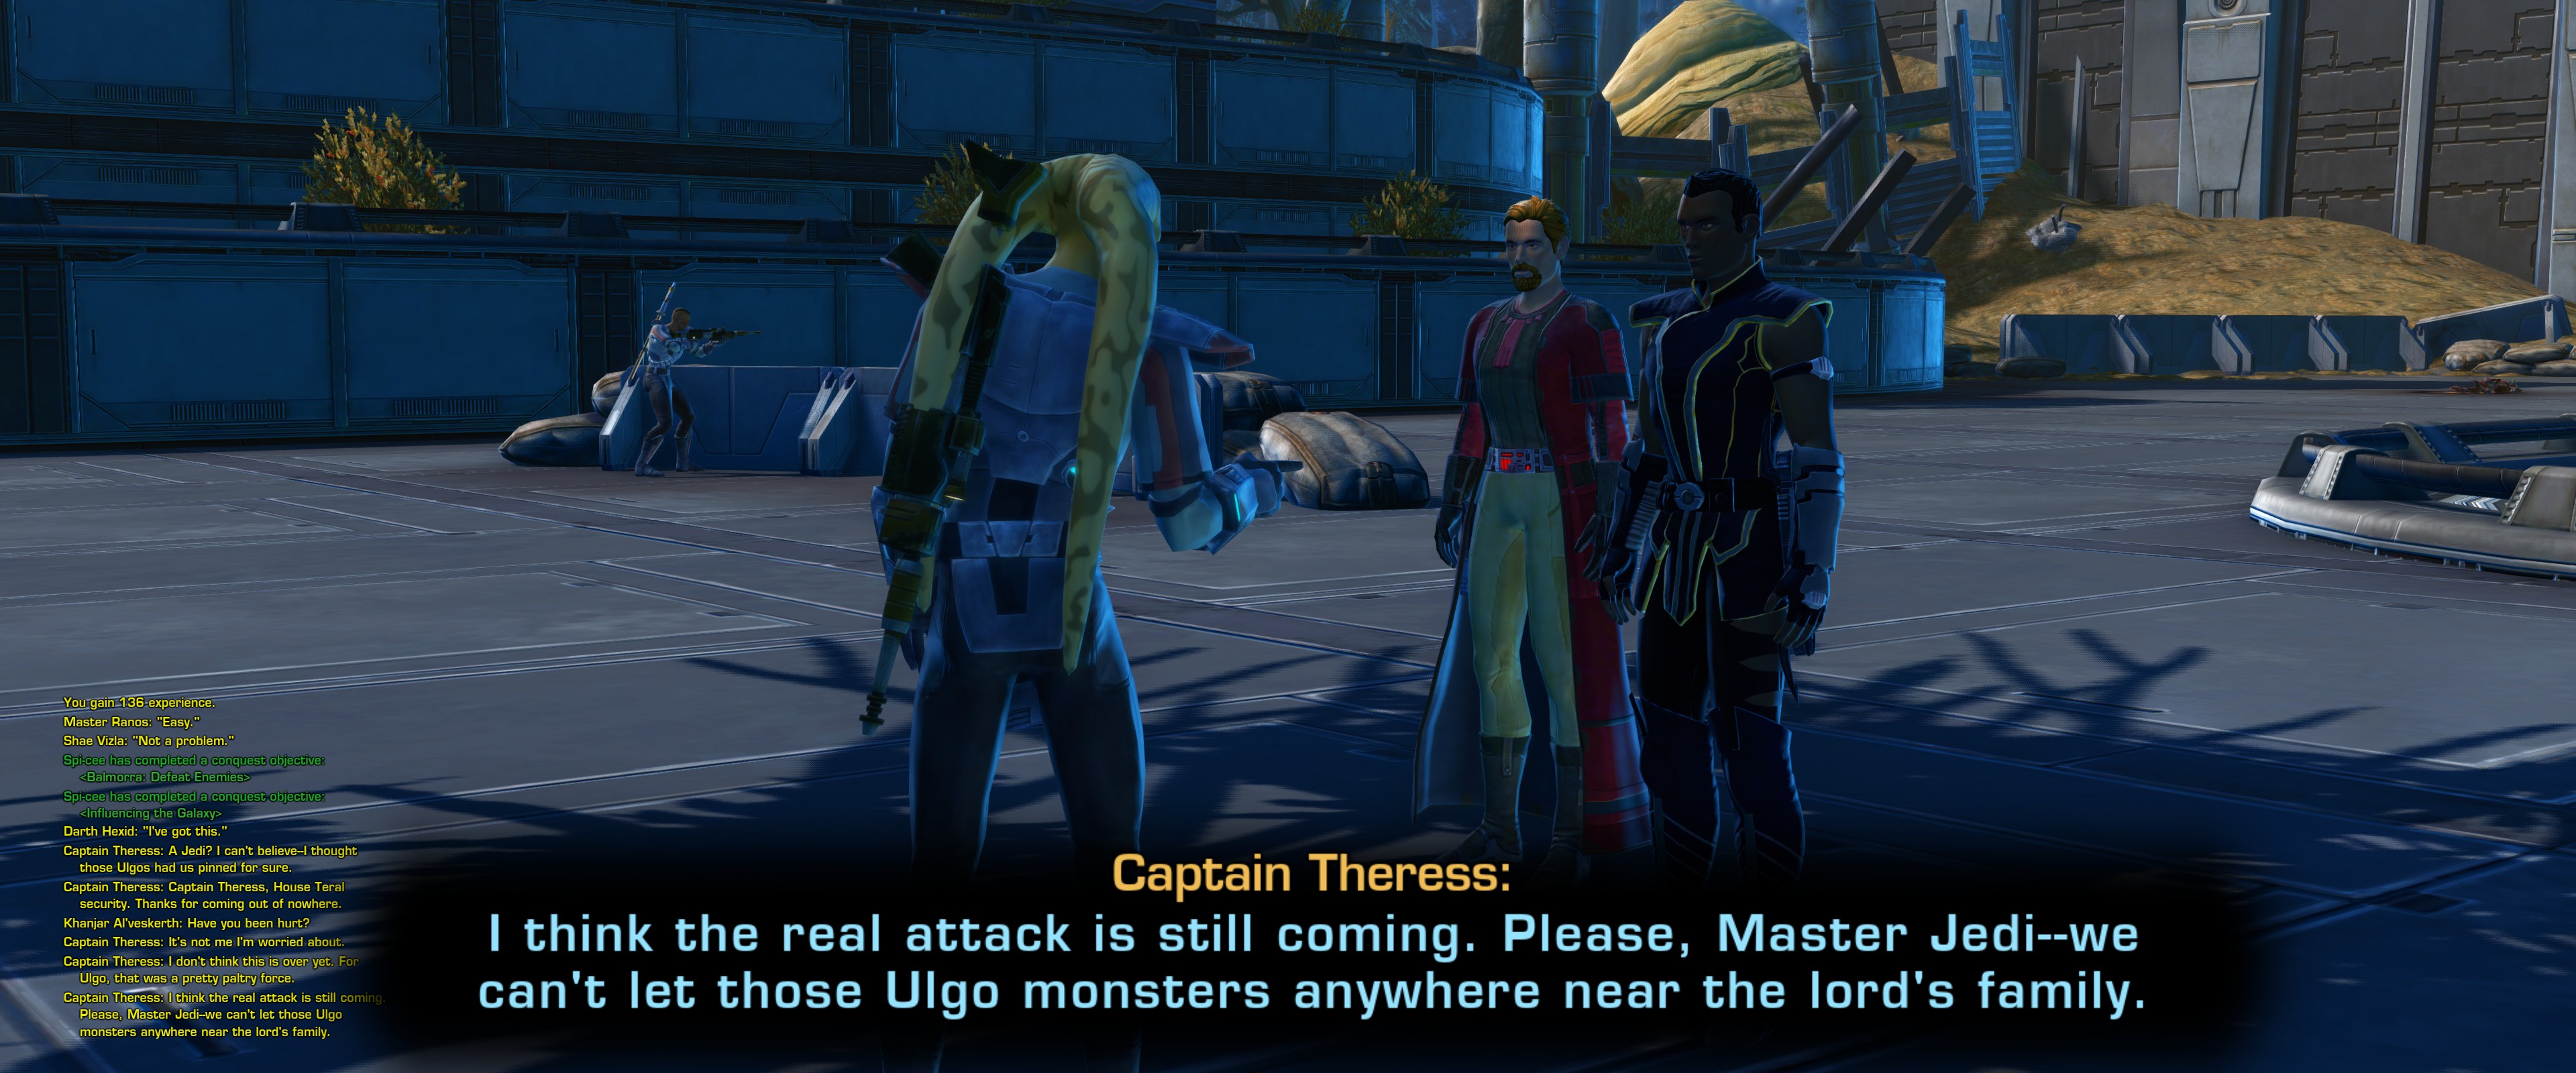 You gain 136 experience.
Master Ranos: "Easy."
Shae Vizla: "Not a problem."
Spi-cee has completed a conquest objective:
<Balmorra: Defeat Enemies>
Spi-cee has completed a conquest objective:
<Influencing the Galaxy>
Darth Hexid: "I've got this."
Captain Theress: A Jedi? I can't believe–I thought
those Ulgos had us pinned for sure.
Captain Theress: Captain Theress, House Teral
security. Thanks for coming out of nowhere.
Khanjar Al'veskerth: Have you been hurt?
Captain Theress: It's not me I'm worried about.
Captain Theress: I don't think this is over yet. For
Ulgo, that was a pretty paltry force.
Captain Theress: I think the real attack is still coming.
Please, Master Jedi–we can't let those Ulgo
monsters anywhere near the lord's family.
Captain Theress:
I think the real attack is still coming. Please, Master Jedi--we
can't let those Ulgo monsters anywhere near the lord's family.